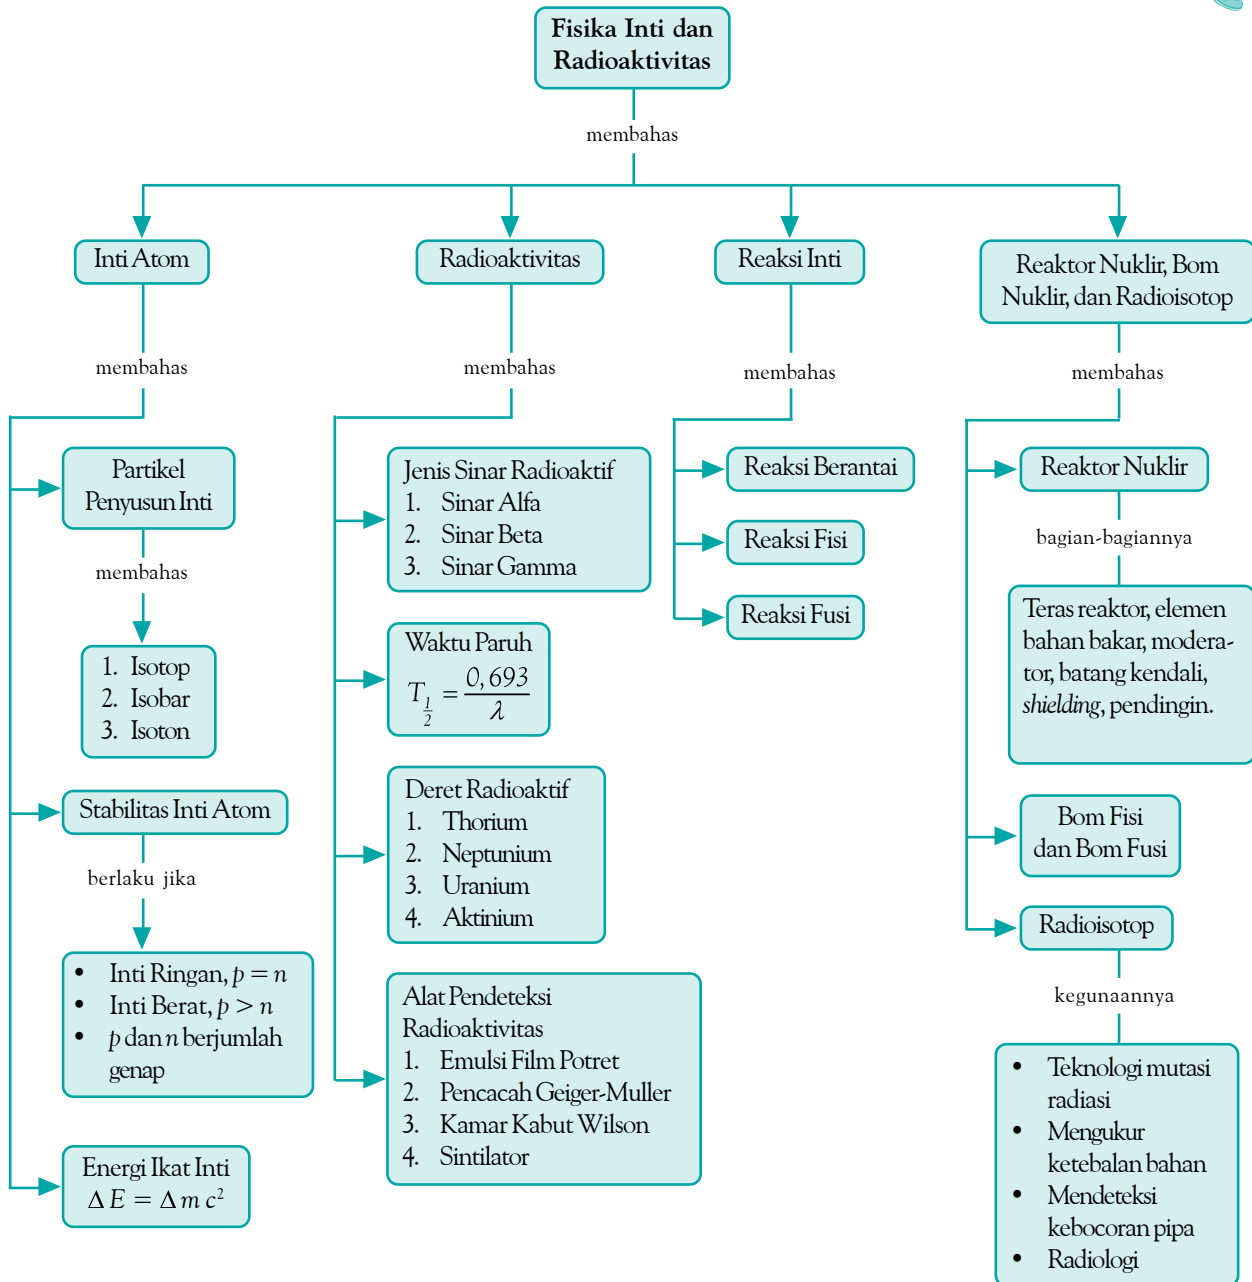 Fisika Inti dan
Radioaktivitas
membahas
Inti Atom
membahas
Partikel
Penyusun Inti
membahas
1. Isotop
2. Isobar
3. Isoton
Stabilitas Inti Atom
berlaku jika
• Inti Ringan, p = n
• Inti Berat, p > n
• p dan n berjumlah
genap
Energi Ikat Inti
Δ E = Δ m c²
Radioaktivitas
membahas
Jenis Sinar Radioaktif
1. Sinar Alfa
2. Sinar Beta
3. Sinar Gamma
Waktu Paruh
T½ = 0,693/λ
Deret Radioaktif
1. Thorium
2. Neptunium
3. Uranium
4. Aktinium
Alat Pendeteksi
Radioaktivitas
1. Emulsi Film Potret
2. Pencacah Geiger-Muller
3. Kamar Kabut Wilson
4. Sintilator
Reaksi Inti
membahas
Reaksi Berantai
Reaksi Fisi
Reaksi Fusi
Reaktor Nuklir, Bom
Nuklir, dan Radioisotop
membahas
Reaktor Nuklir
bagian-bagiannya
Teras reaktor, elemen
bahan bakar, modera-
tor, batang kendali,
shielding, pendingin.
Bom Fisi
dan Bom Fusi
Radioisotop
kegunaannya
• Teknologi mutasi
radiasi
• Mengukur
ketebalan bahan
• Mendeteksi
kebocoran pipa
• Radiologi